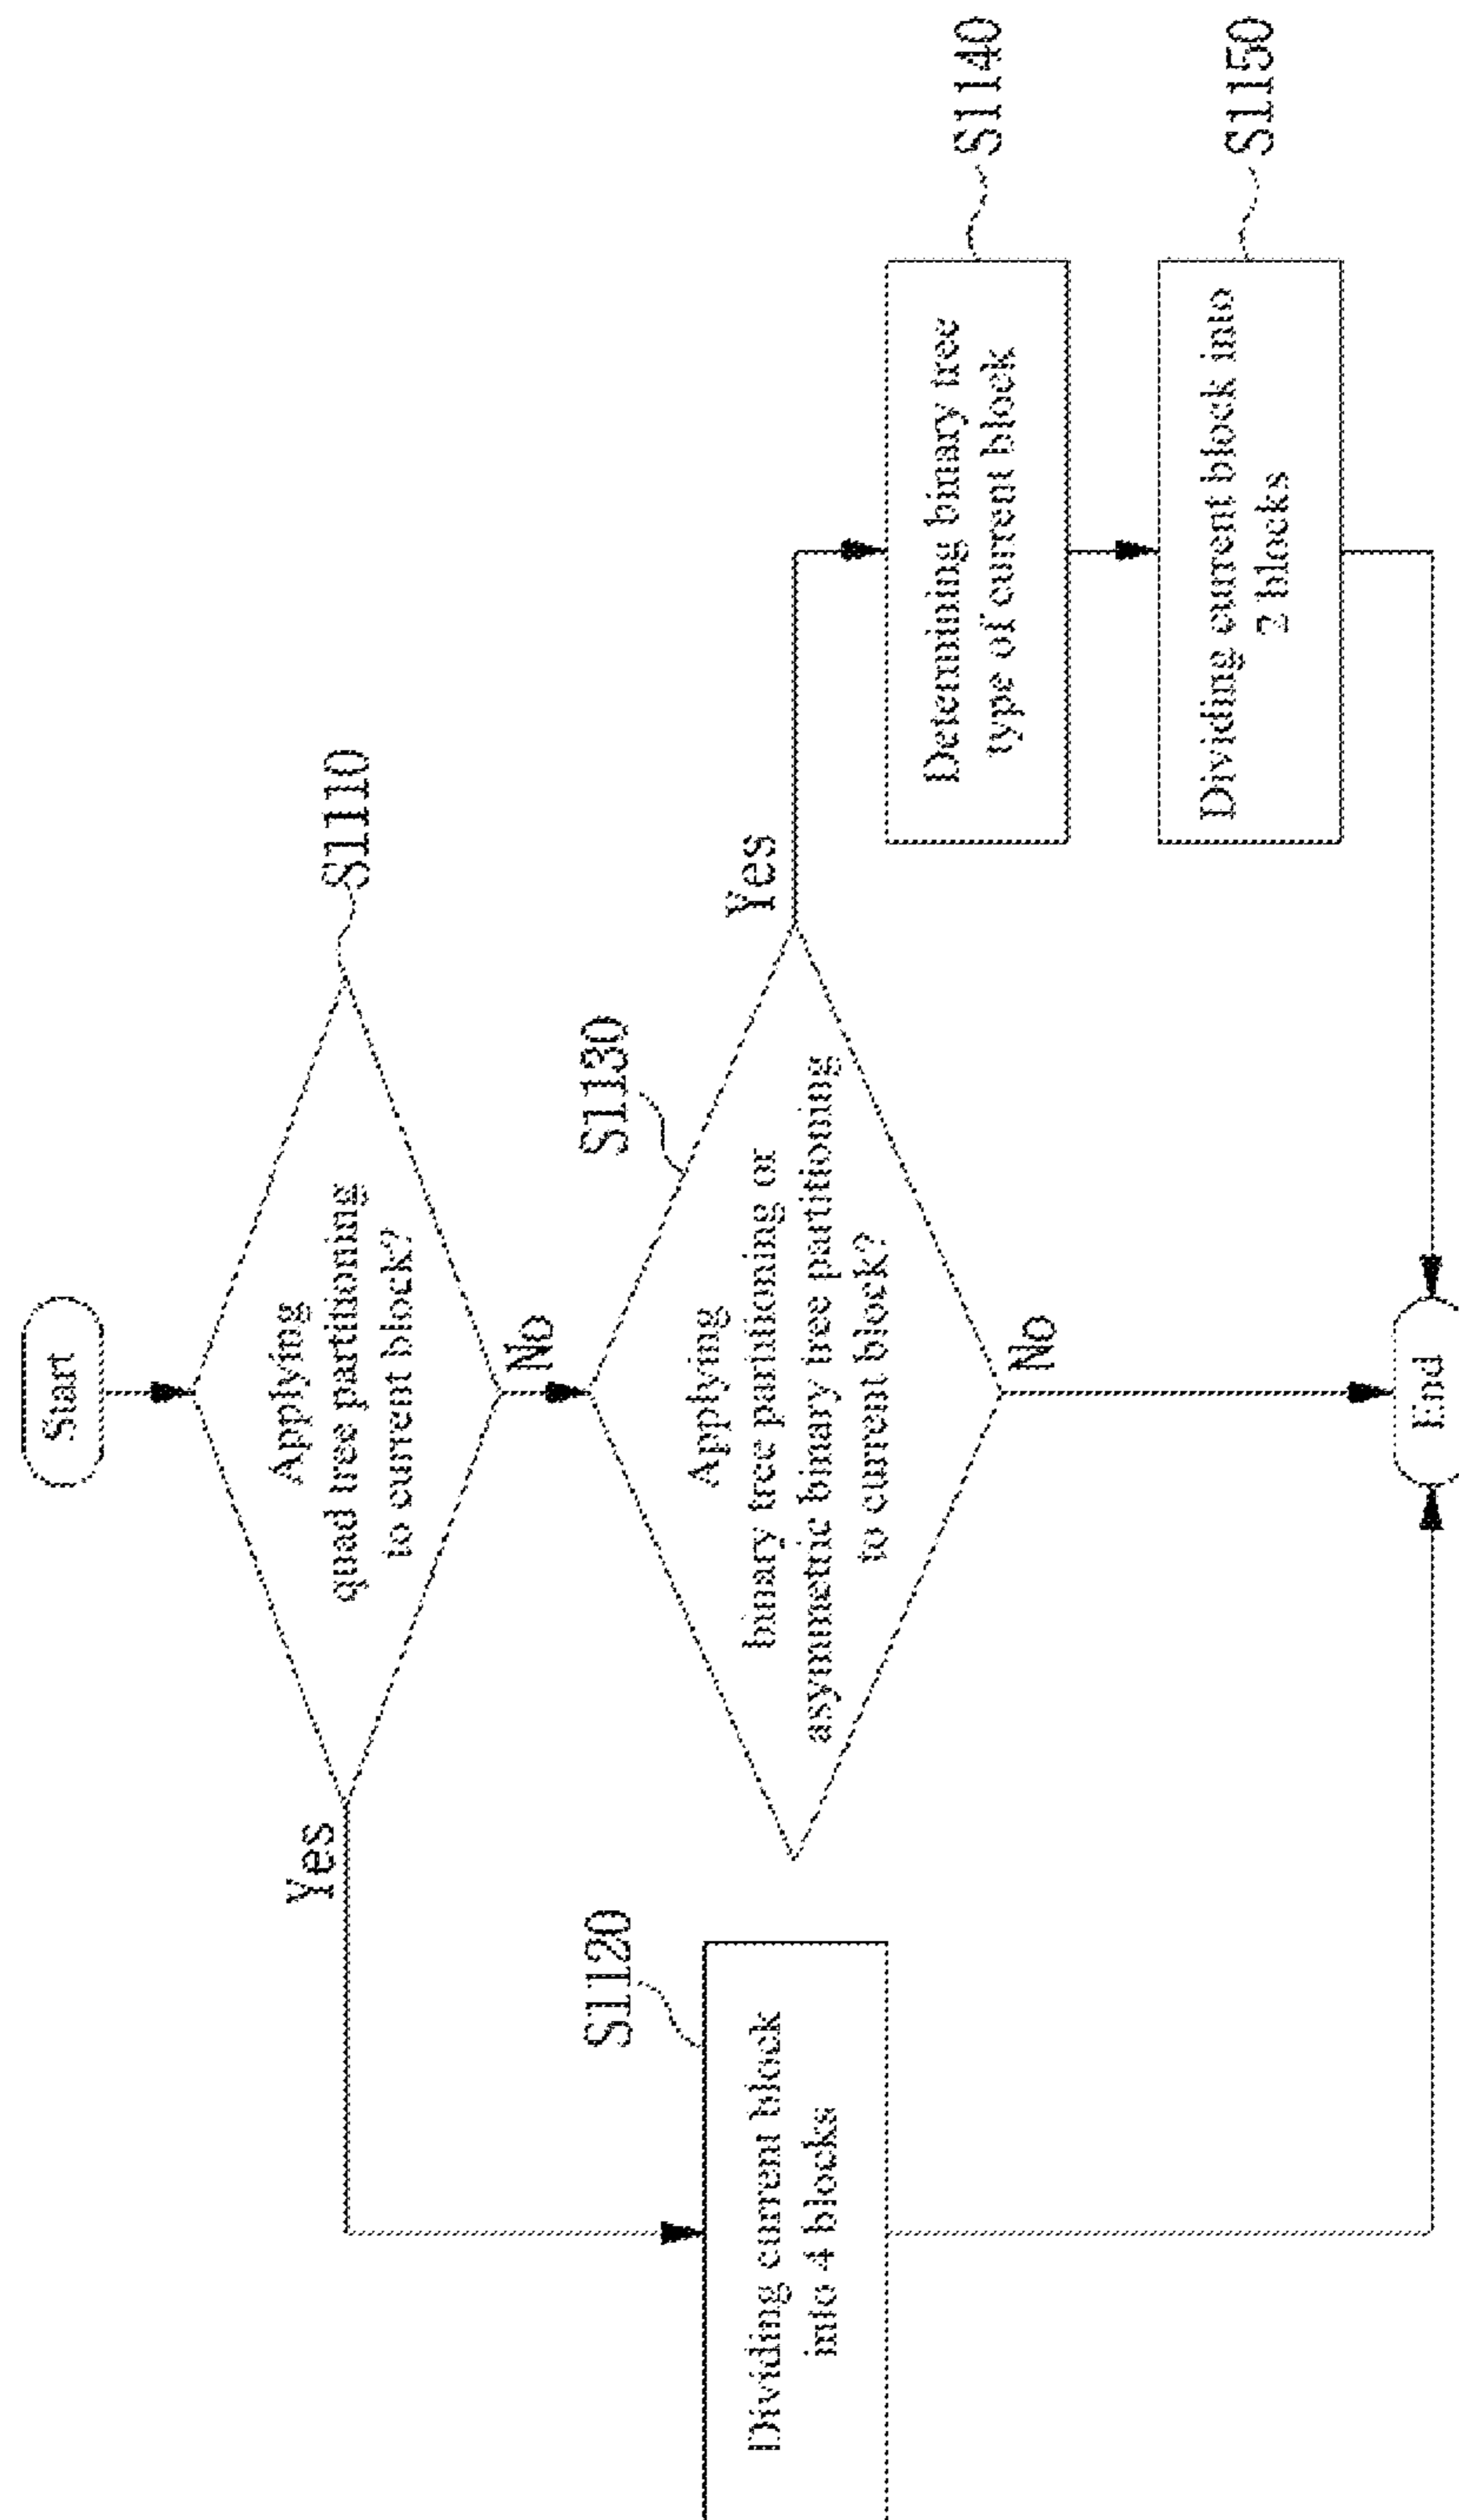 Start
S1110
Applying
quad tree partitioning
to current block?
Yes
No
S1120
Dividing current block
into 4 blocks
S1130
Applying
binary tree partitioning or
asymmetric binary tree partitioning
to current block?
Yes
No
S1140
Determining binary tree
type of current block
S1150
Dividing current block into
2 blocks
End